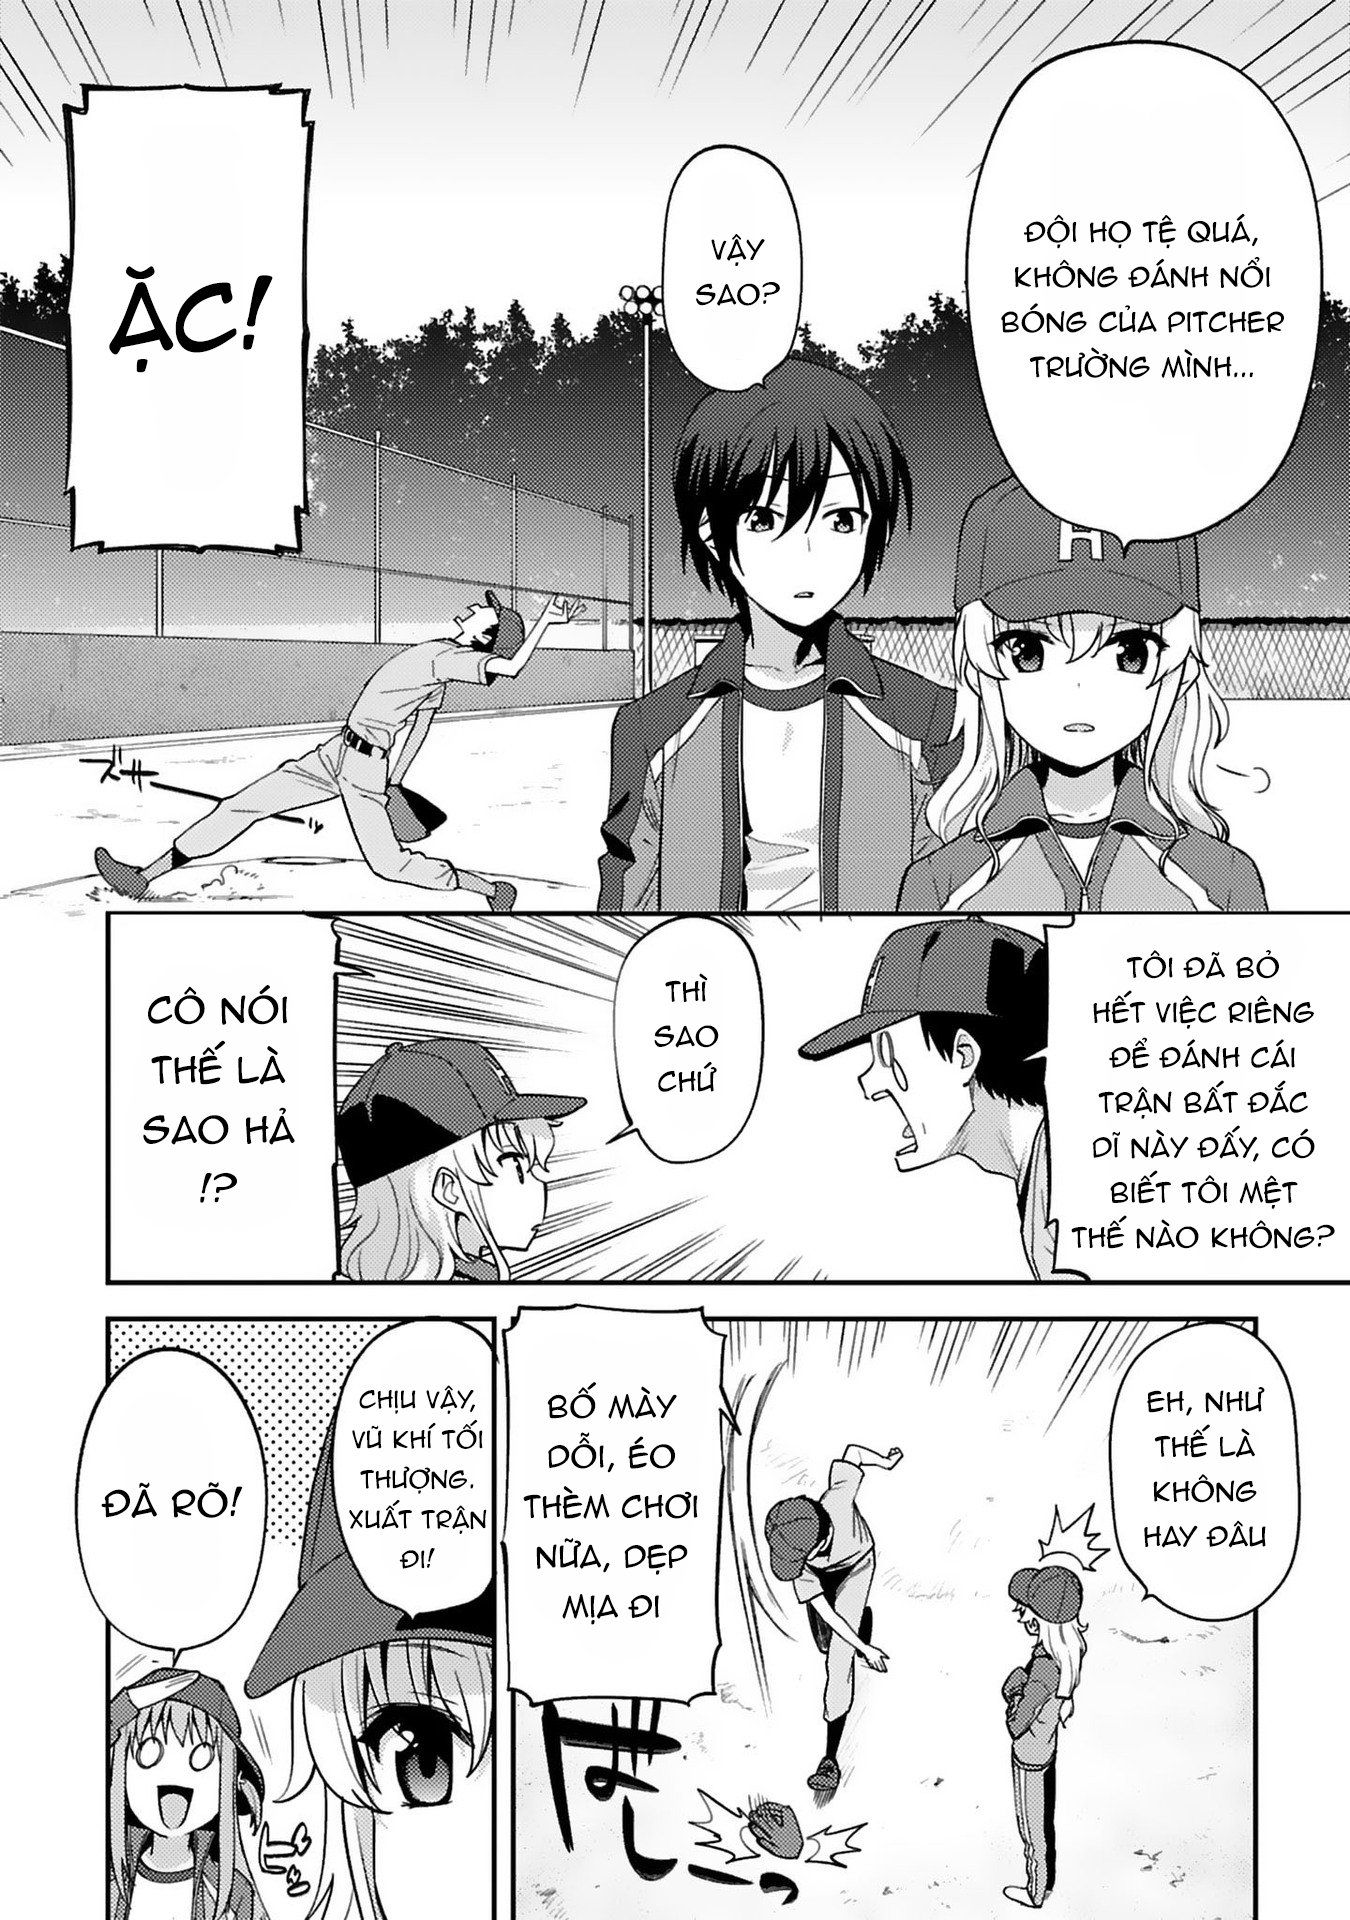 ĐỘI HỌ TỆ QUÁ,
KHÔNG ĐÁNH NỔI
BÓNG CỦA PITCHER
TRƯỜNG MÌNH...
H
VẬY
SAO?
ẶC!
ズザ
TÔI ĐÃ BỎ
HẾT VIỆC RIÊNG
ĐỂ ĐÁNH CÁI
TRẬN BẤT ĐẮC
DĨ NÀY ĐẤY, CÓ
BIẾT TÔI MỆT
THẾ NÀO KHÔNG?
THÌ
SAO
CHỨ
CÔ NÓI
THẾ LÀ
SAO HẢ
!?
EH, NHƯ
THẾ LÀ
KHÔNG
HAY ĐÂU
BỐ MÀY
DỖI, ÉO
THÈM CHƠI
NỮA, DẸP
MỊA ĐI
CHỊU VẬY,
VŨ KHÍ TỐI
THƯỢNG.
XUẤT TRẬN
ĐI!
ĐÃ RÕ!